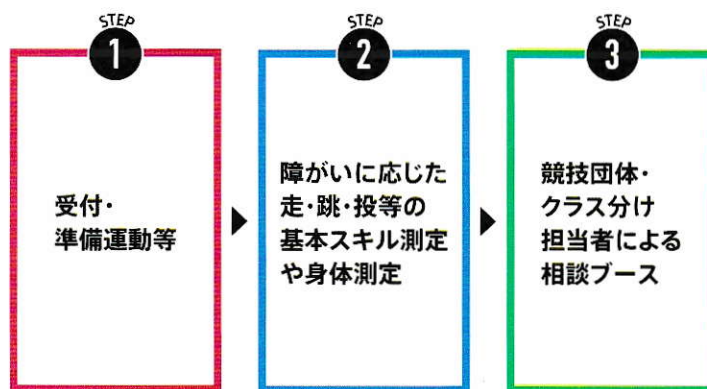 STEP
1
受付・
準備運動等
STEP
2
障がいに応じた
走・跳・投等の
基本スキル測定
や身体測定
STEP
3
競技団体・
クラス分け
担当者による
相談ブース